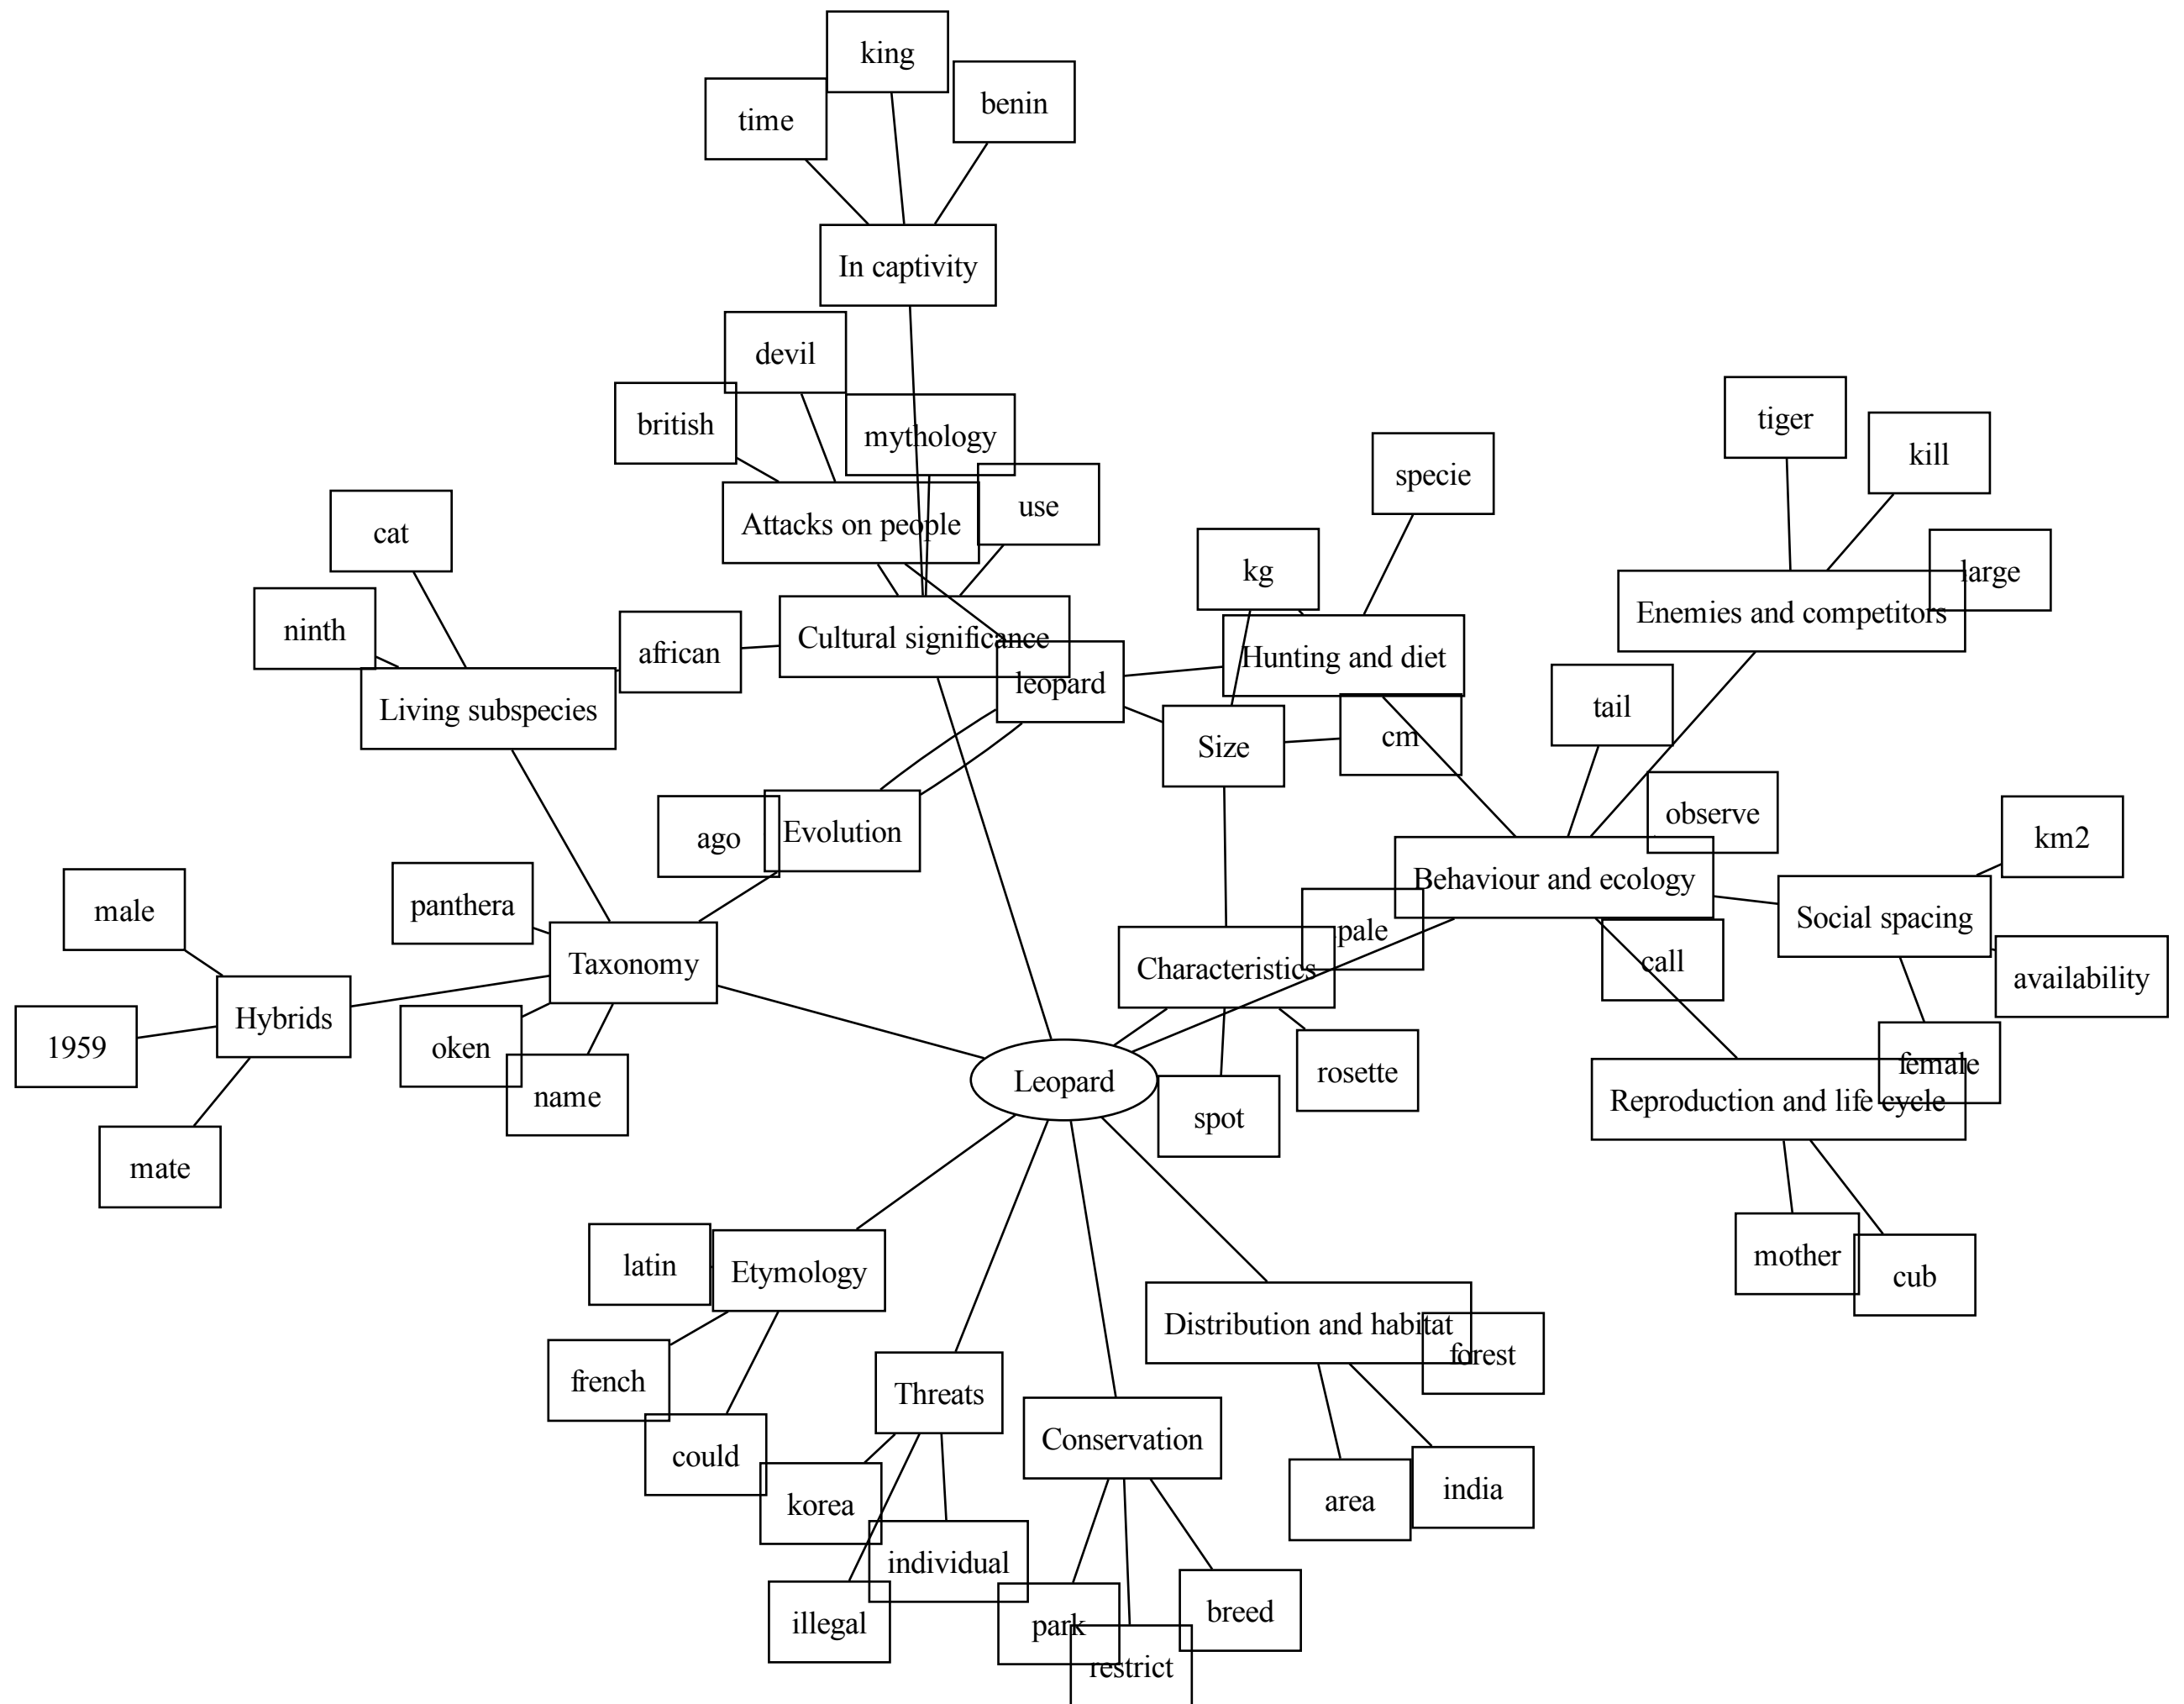 king
benin
time
In captivity
devil
british
mythology
tiger
kill
specie
use
Attacks on people
cat
kg
large
Enemies and competitors
ninth
african
Cultural significance
Hunting and diet
leopard
Living subspecies
tail
cm
Size
observe
ago
Evolution
km2
Behaviour and ecology
panthera
male
pale
Social spacing
Taxonomy
Characteristics
call
availability
Hybrids
1959
oken
female
rosette
Leopard
name
Reproduction and life cycle
spot
mate
mother
latin
Etymology
cub
Distribution and habitat
forest
french
Threats
Conservation
could
india
area
korea
individual
breed
illegal
park
restrict